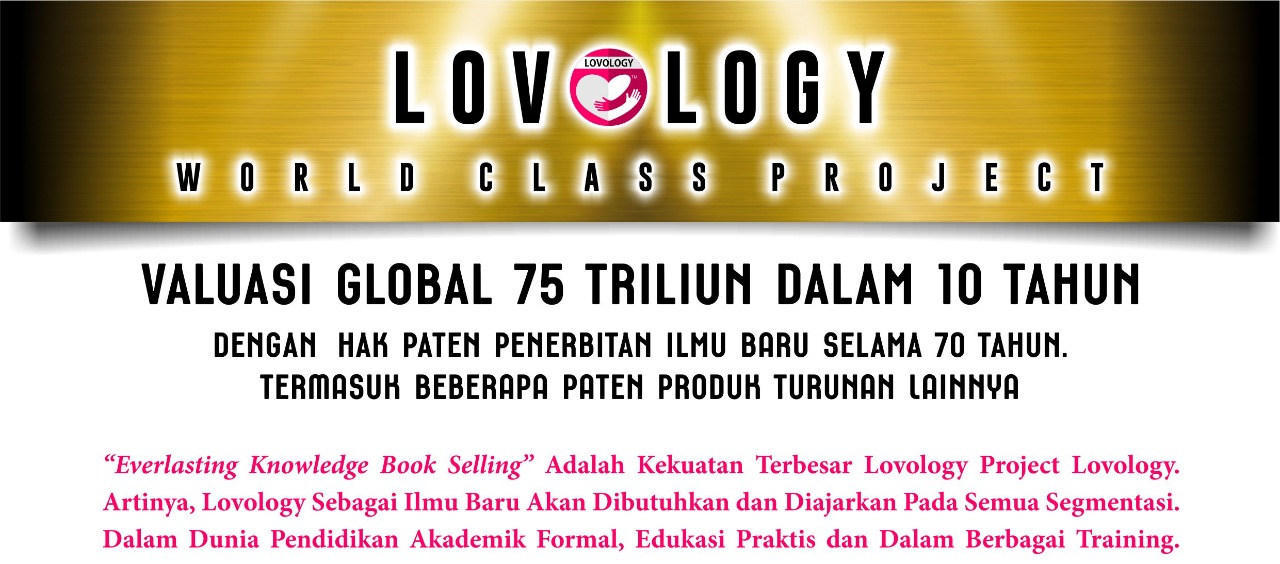 LOVOLOGY
LOVOLOGY
WORLD CLASS PROJECT
VALUASI GLOBAL 75 TRILIUN DALAM 10 TAHUN
DENGAN HAK PATEN PENERBITAN ILMU BARU SELAMA 70 TAHUN.
TERMASUK BEBERAPA PATEN PRODUK TURUNAN LAINNYA
“Everlasting Knowledge Book Selling” Adalah Kekuatan Terbesar Lovology Project Lovology.
Artinya, Lovology Sebagai Ilmu Baru Akan Dibutuhkan dan Diajarkan Pada Semua Segmentasi.
Dalam Dunia Pendidikan Akademik Formal, Edukasi Praktis dan Dalam Berbagai Training.